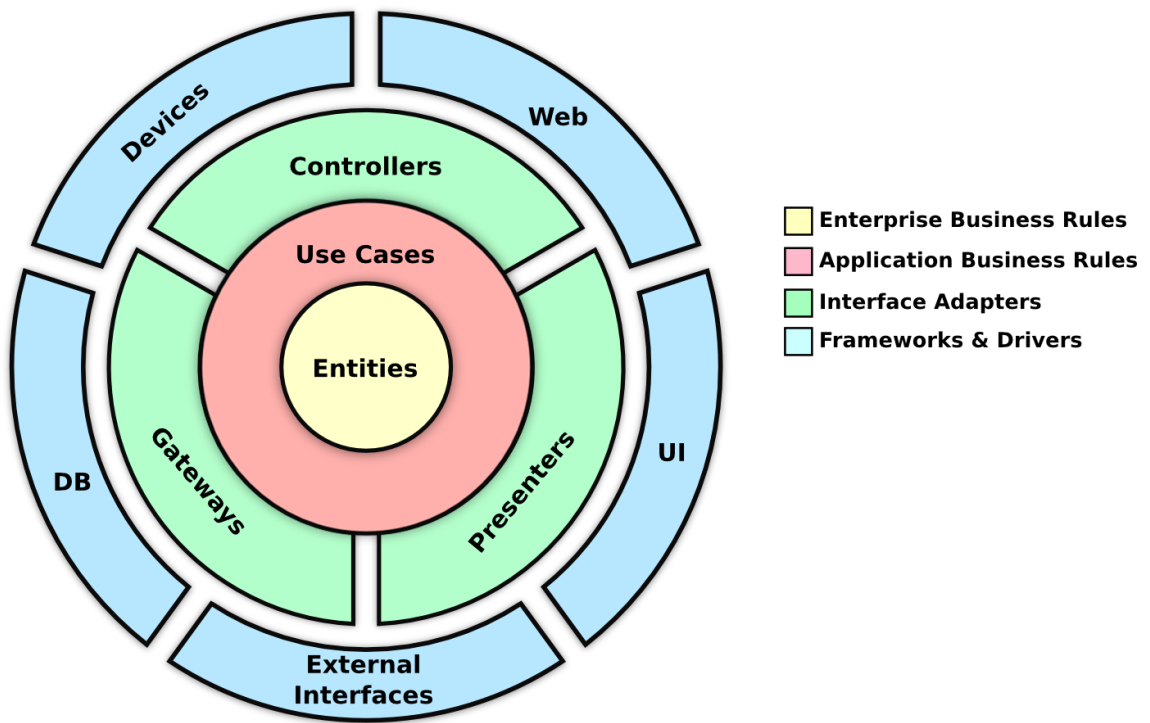 Devices
Web
Controllers
Use Cases
Entities
Gateways
Presenters
DB
UI
External
Interfaces
Enterprise Business Rules
Application Business Rules
Interface Adapters
Frameworks & Drivers